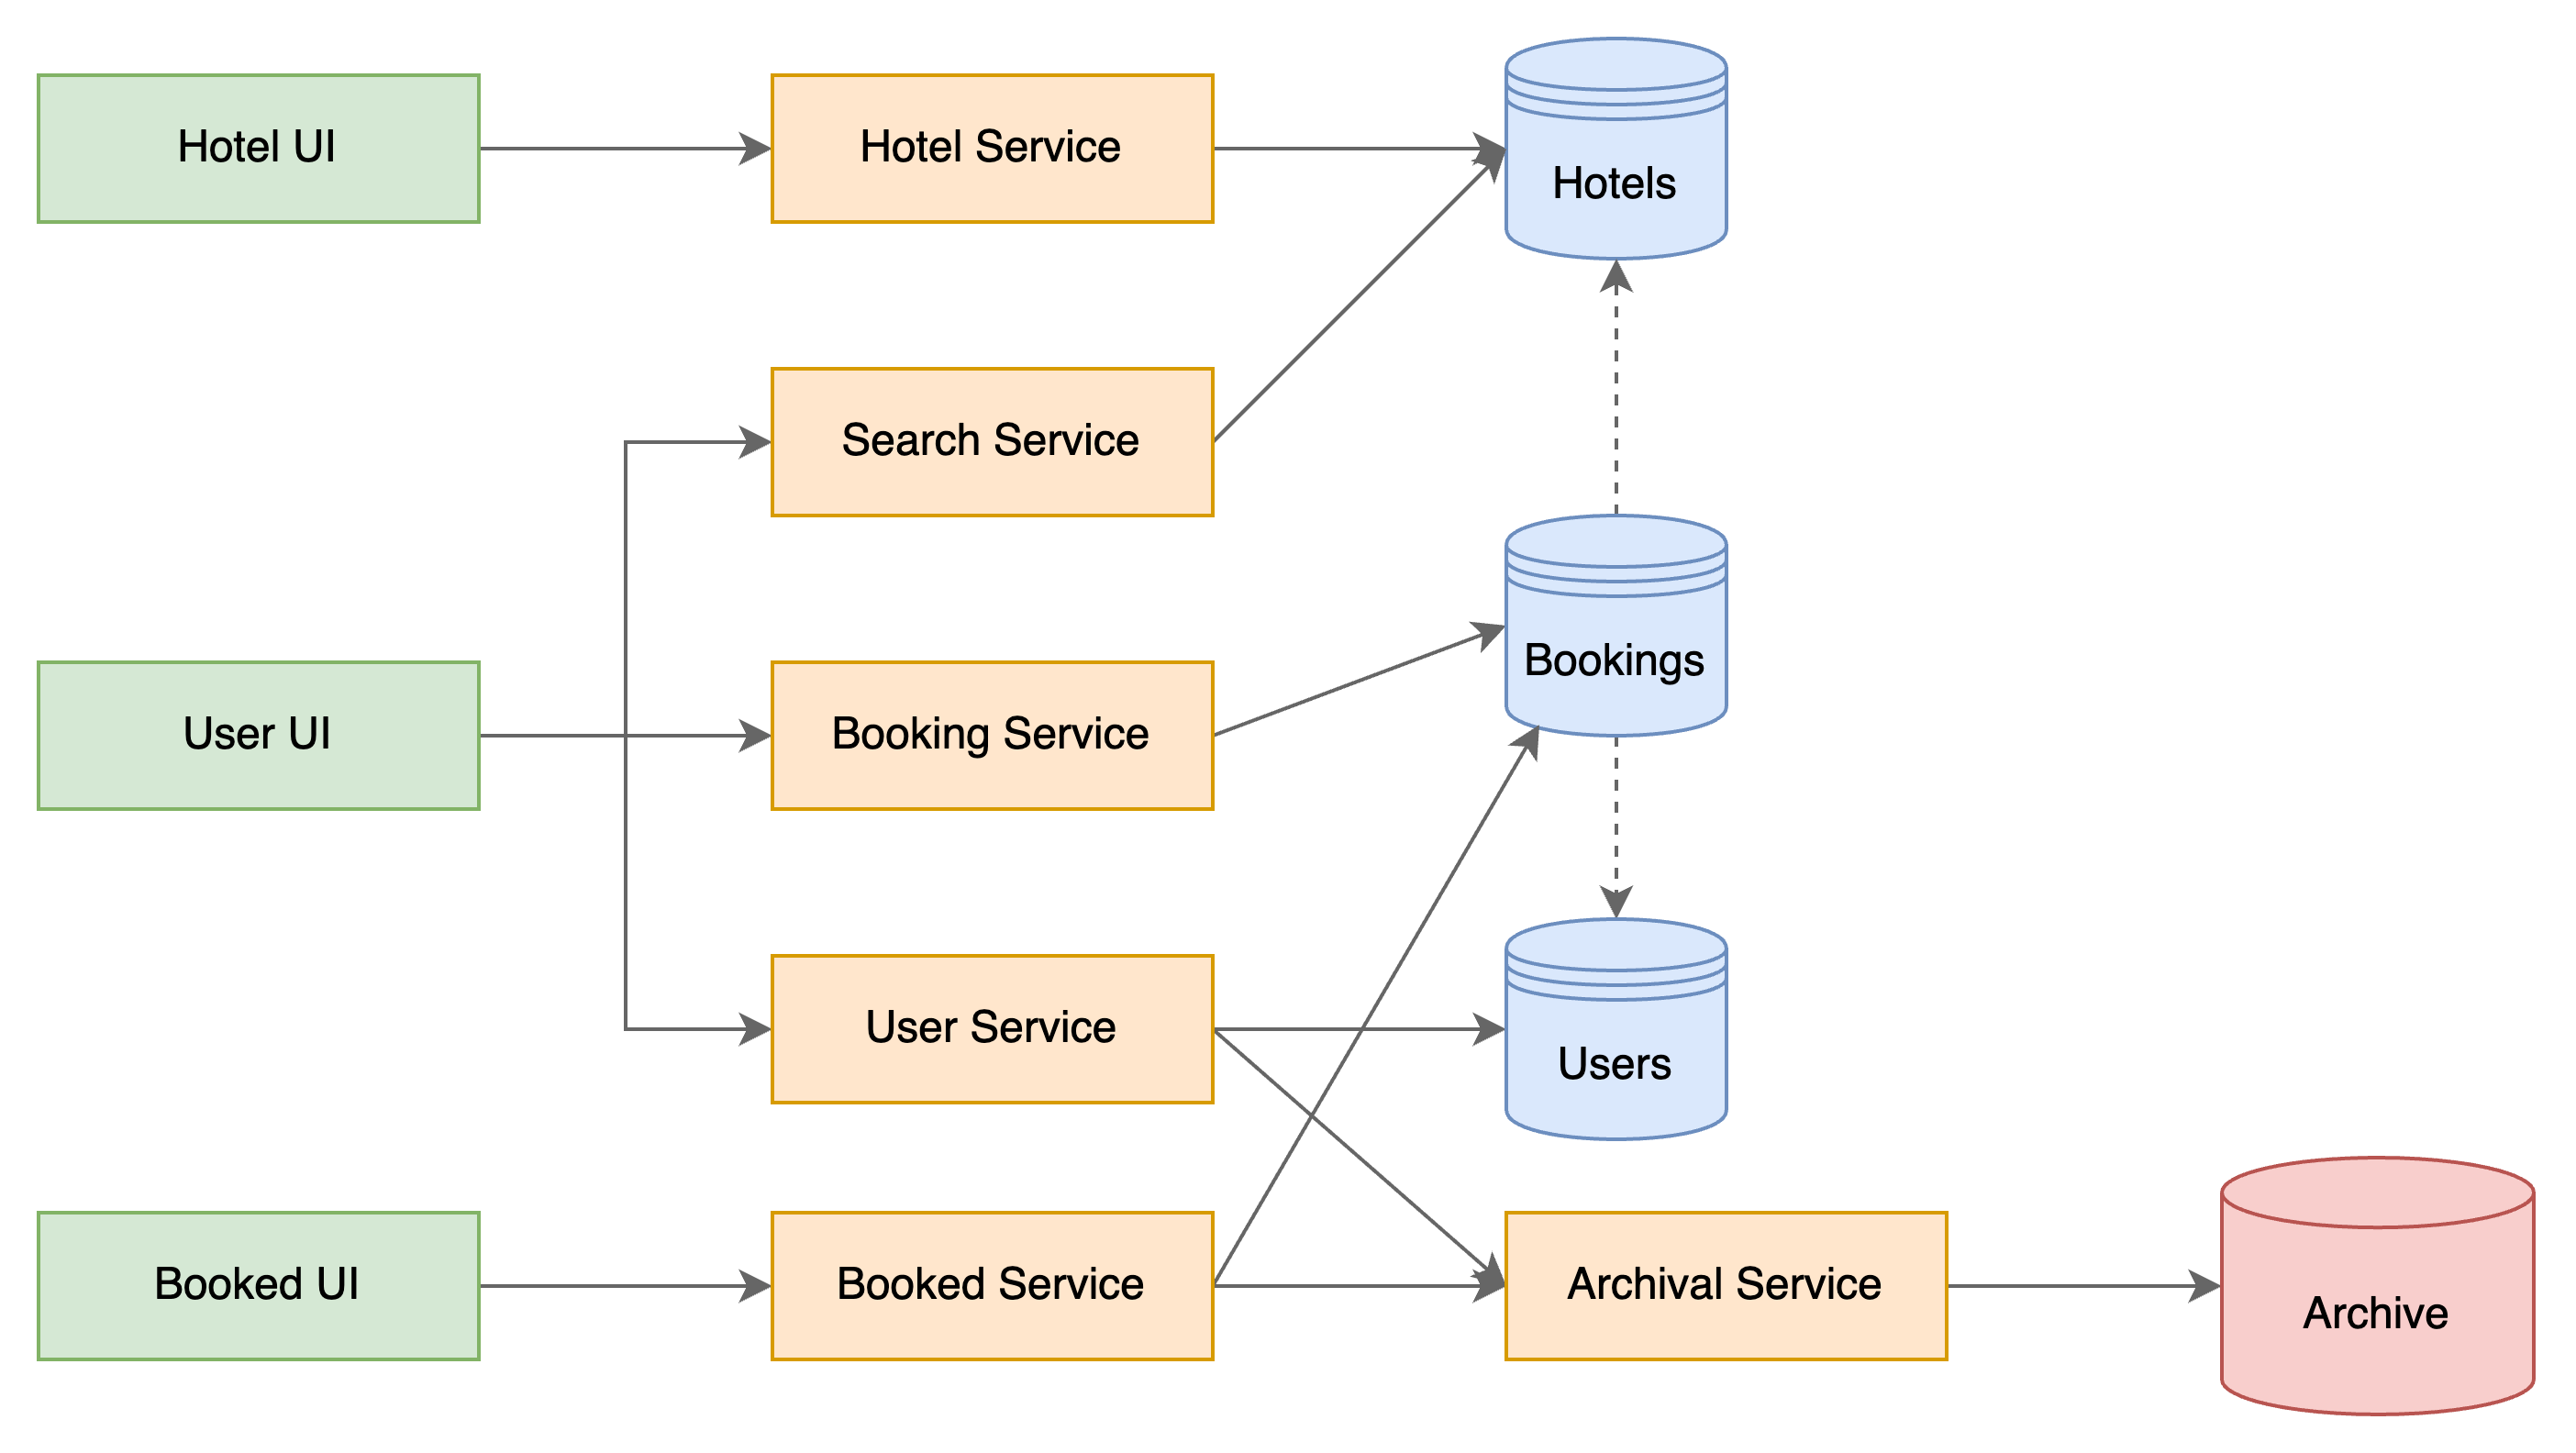 Hotel UI
Hotel Service
Hotels
Search Service
User UI
Booking Service
Bookings
User Service
Users
Booked UI
Booked Service
Archival Service
Archive